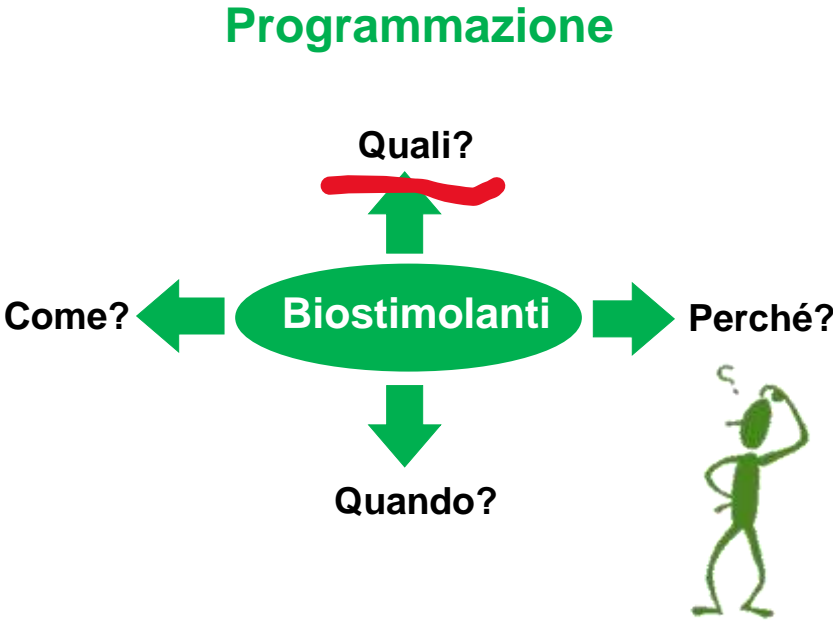 Programmazione
Quali?
Come?
Biostimolanti
Perché?
?
Quando?